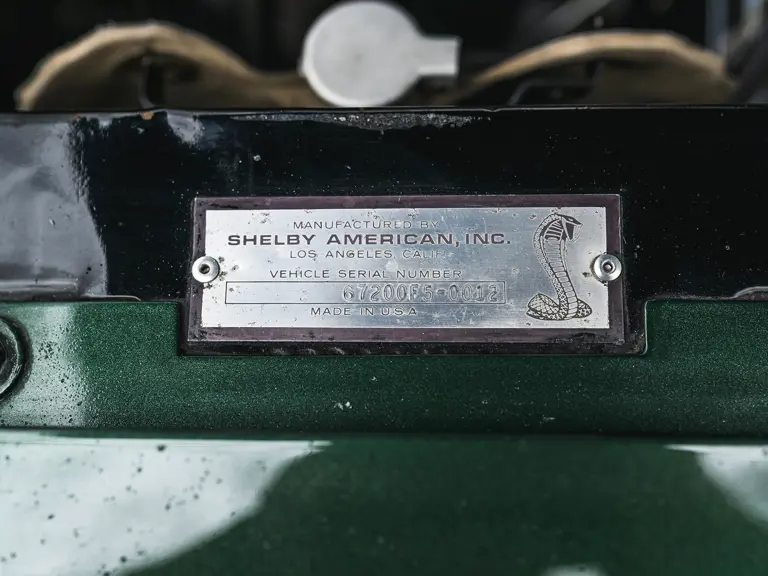 MANUFACTURED BY
SHELBY AMERICAN, INC.
LOS ANGELES, CALIF.
VEHICLE SERIAL NUMBER
67200F5-0012
MADE IN U.S.A.